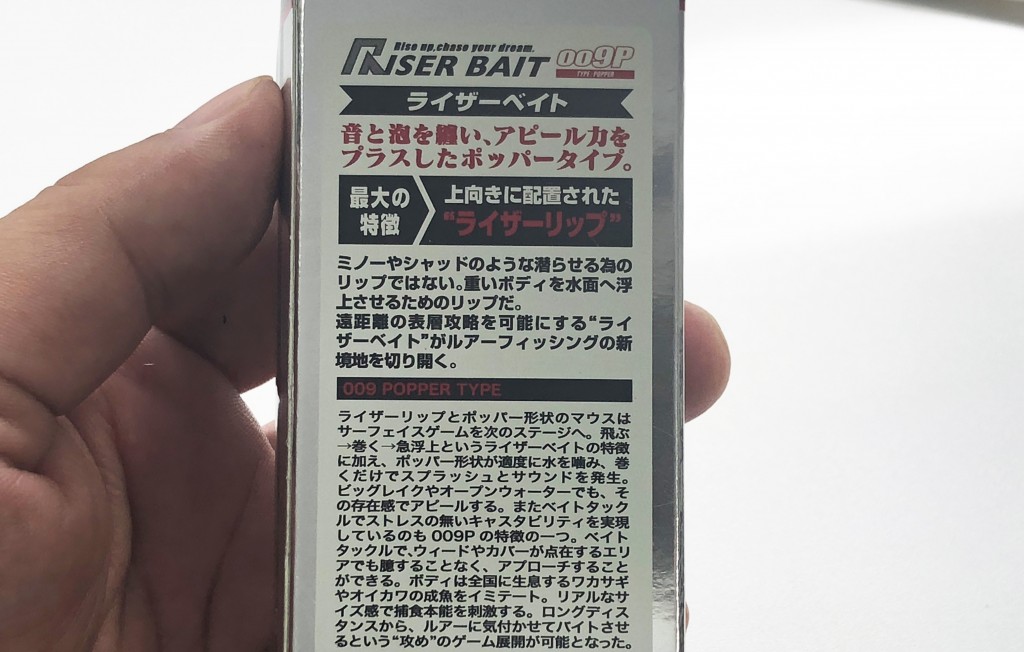 Rise up, chase your dream.
RISER BAIT 009P
TYPE POPPER
ライザーベイト
音と泡を纏い、アピール力を
プラスしたポッパータイプ。
最大の
特徴
上向きに配置された
“ライザーリップ”
ミノーやシャッドのような潜らせる為の
リップではない。重いボディを水面へ浮
上させるためのリップだ。
遠距離の表層攻略を可能にする“ライ
ザーベイト”がルアーフィッシングの新
境地を切り開く。
009 POPPER TYPE
ライザーリップとポッパー形状のマウスは
サーフェイスゲームを次のステージへ。飛ぶ
→巻く→急浮上というライザーベイトの特徴
に加え、ポッパー形状が適度に水を噛み、巻
くだけでスプラッシュとサウンドを発生。
ビッグレイクやオープンウォーターでも、そ
の存在感でアピールする。またベイトタック
ルでストレスの無いキャスタビリティを実現
しているのも009Pの特徴の一つ。ベイト
タックルで、ウィードやカバーが点在するエリ
アでも臆することなく、アプローチすること
ができる。ボディは全国に生息するワカサギ
やオイカワの成魚をイミテート。リアルなサ
イズ感で捕食本能を刺激する。ロングディス
タンスから、ルアーに気付かせてバイトさせ
るという“攻め”のゲーム展開が可能となった。